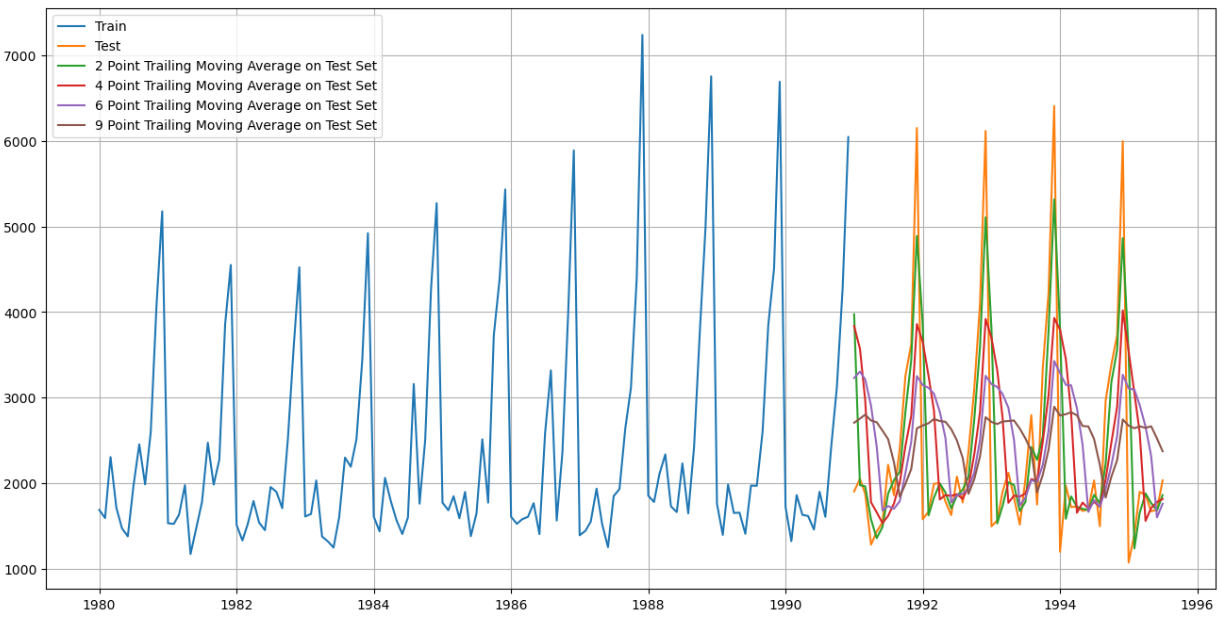 Train
Test
2 Point Trailing Moving Average on Test Set
4 Point Trailing Moving Average on Test Set
6 Point Trailing Moving Average on Test Set
9 Point Trailing Moving Average on Test Set
7000
6000
5000
4000
3000
2000
1000
1980 1982 1984 1986 1988 1990 1992 1994 1996